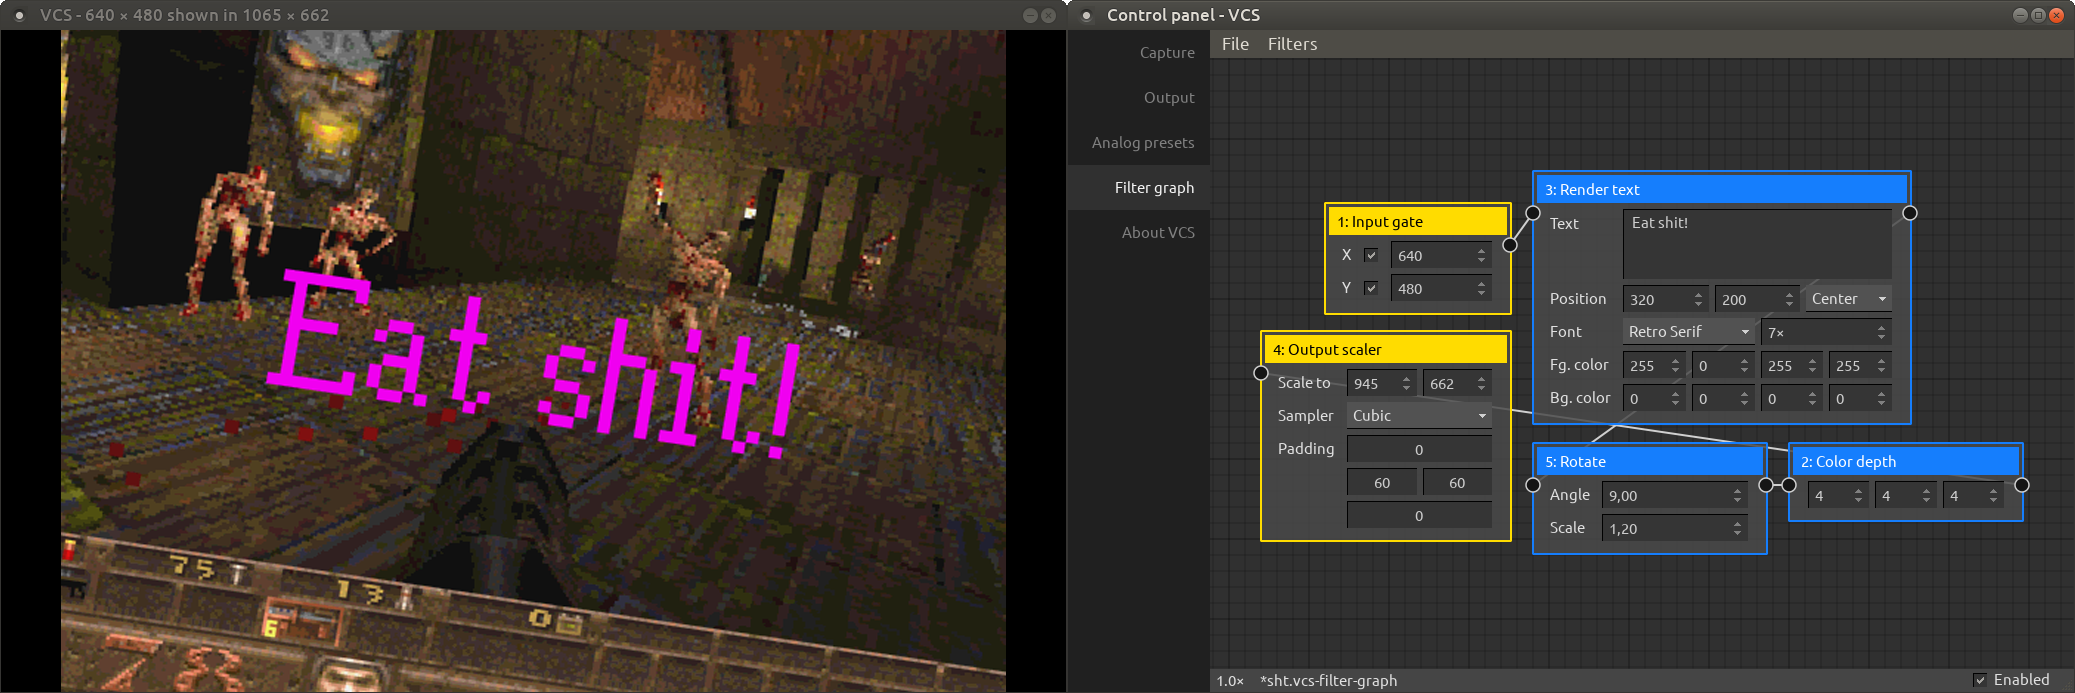 VCS - 640 × 480 shown in 1065 × 662
Eat shit!
75
13
0
6
78
Control panel - VCS
File Filters
Capture
Output
Analog presets
Filter graph
About VCS
1: Input gate
X 640
Y 480
4: Output scaler
Scale to 945 662
Sampler Cubic
Padding 0
60 60
0
3: Render text
Text Eat shit!
Position 320 200 Center
Font Retro Serif 7×
Fg. color 255 0 255 255
Bg. color 0 0 0 0
5: Rotate
Angle 9,00
Scale 1,20
2: Color depth
4 4 4
1.0× *sht.vcs-filter-graph
Enabled